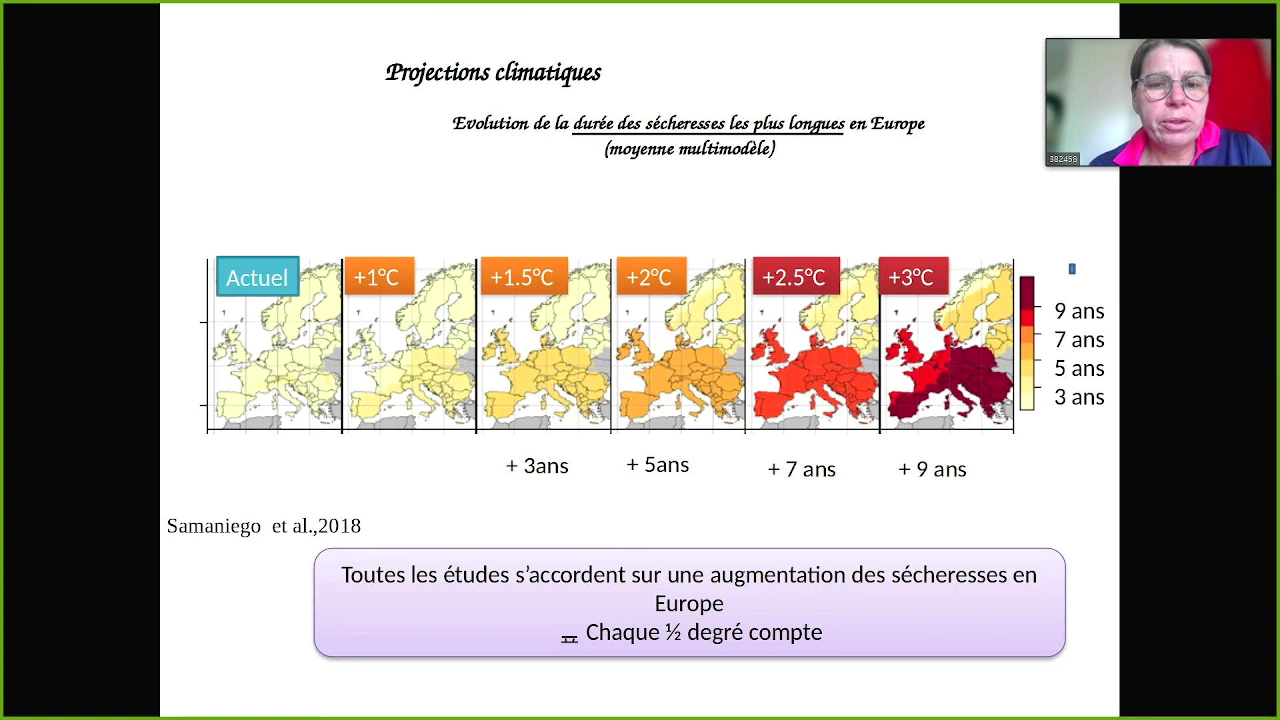 Projections climatiques
Evolution de la durée des sécheresses les plus longues en Europe
(moyenne multimodèle)
382458
Actuel
+1°C
+1.5°C
+2°C
+2.5°C
+3°C
9 ans
7 ans
5 ans
3 ans
+ 3ans
+ 5ans
+ 7 ans
+ 9 ans
Samaniego et al.,2018
Toutes les études s’accordent sur une augmentation des sécheresses en
Europe
Chaque ½ degré compte